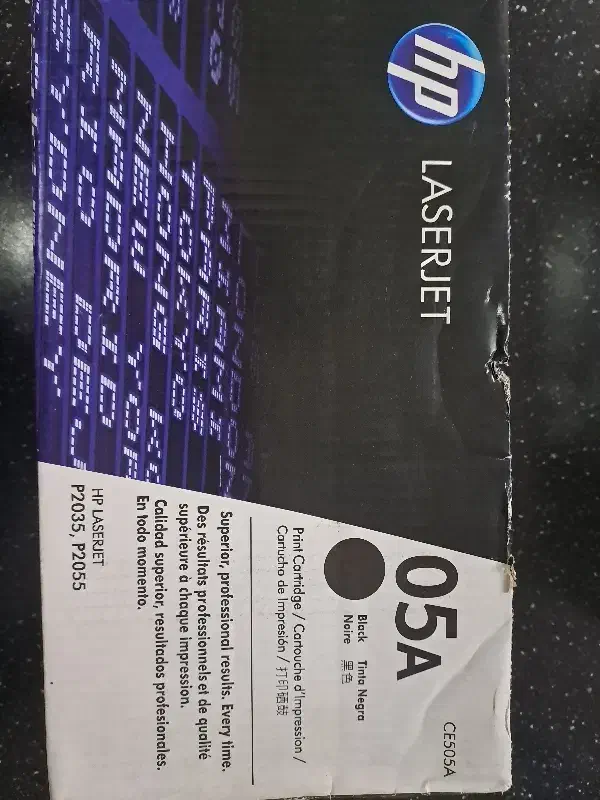 hp
LASERJET
05A
CE505A
Black Tinta Negra
Noire 黑色
Print Cartridge / Cartouche d'Impression /
Cartucho de Impresión / 打印硒鼓
Superior, professional results. Every time.
Des résultats professionnels et de qualité
supérieure à chaque impression.
Calidad superior, resultados profesionales.
En todo momento.
HP LASERJET
P2035, P2055